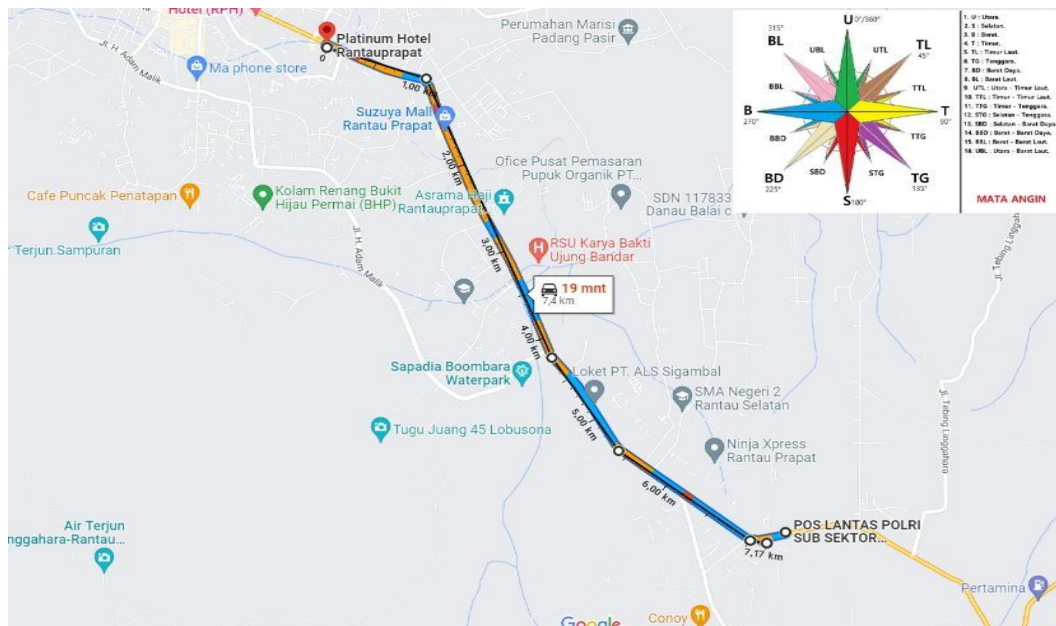 Hotel (RPH)
Platinum Hotel
Rantauprapat
0
Jl. H. Adam Malik
Ma phone store
Perumahan Marisi
Padang Pasir
1,00 km
Suzuya Mall
Rantau Prapat
2,00 km
Ofice Pusat Pemasaran
Pupuk Organik PT...
Cafe Puncak Penatapan
Kolam Renang Bukit
Hijau Permai (BHP)
Asrama Haji
Rantauprapat...
SDN 117833
Danau Balai c
Terjun Sampuran
Jl. H. Adam Malik
3,00 km
RSU Karya Bakti
Ujung Bandar
Jl. Tebing Linggahara
19 mnt
7,4 km
4,00 km
Sapadia Boombara
Waterpark
Loket PT. ALS Sigambal
SMA Negeri 2
Rantau Selatan
5,00 km
Tugu Juang 45 Lobusona
Ninja Xpress
Rantau Prapat
Jl. Tebing Linggahara
6,00 km
Air Terjun
nggahara-Rantau...
POS LANTAS POLRI
SUB SEKTOR...
7,17 km
Pertamina
Conoy
Google
U 0°/360°
315°
BL
UBL
UTL
TL
45°
BBL
TTL
B
270°
T
90°
BBD
TTG
BD
225°
SBD
STG
TG
135°
S 180°
1. U : Utara.
2. S : Selatan.
3. B : Barat.
4. T : Timur.
5. TL : Timur Laut.
6. TG : Tenggara.
7. BD : Barat Daya.
8. BL : Barat Laut.
9. UTL : Utara - Timur Laut.
10. TTL : Timur - Timur Laut.
11. TTG : Timur - Tenggara.
12. STG : Selatan - Tenggara.
13. SBD : Selatan - Barat Daya.
14. BBD : Barat - Barat Daya.
15. BBL : Barat - Barat Laut.
16. UBL : Utara - Barat Laut.
MATA ANGIN